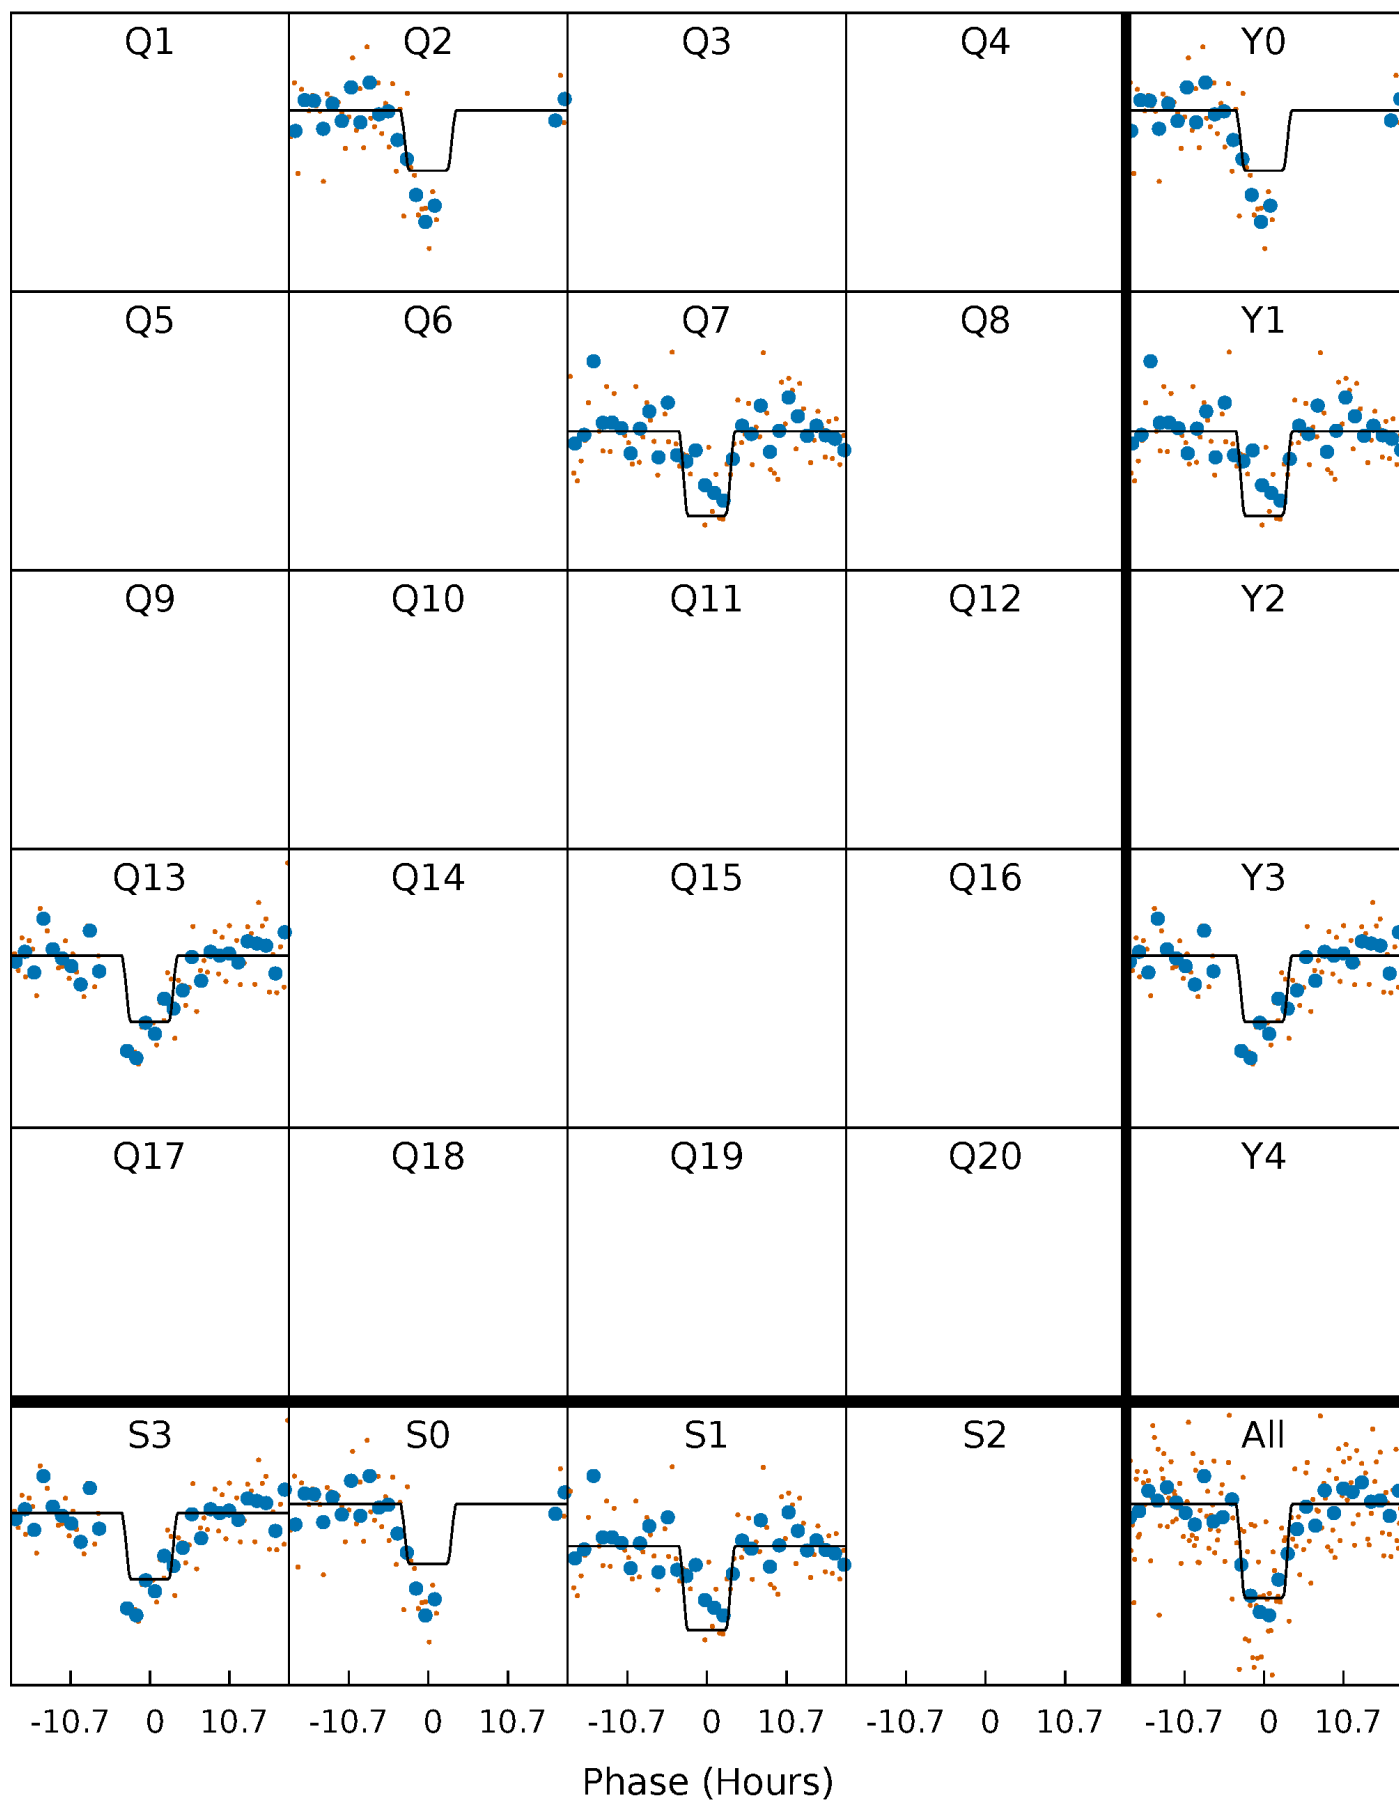 Q1 Q2 Q3 Q4 Y0
Q5 Q6 Q7 Q8 Y1
Q9 Q10 Q11 Q12 Y2
Q13 Q14 Q15 Q16 Y3
Q17 Q18 Q19 Q20 Y4
S3 S0 S1 S2 All
-10.7 0 10.7 -10.7 0 10.7 -10.7 0 10.7 -10.7 0 10.7 -10.7 0 10.7
Phase (Hours)